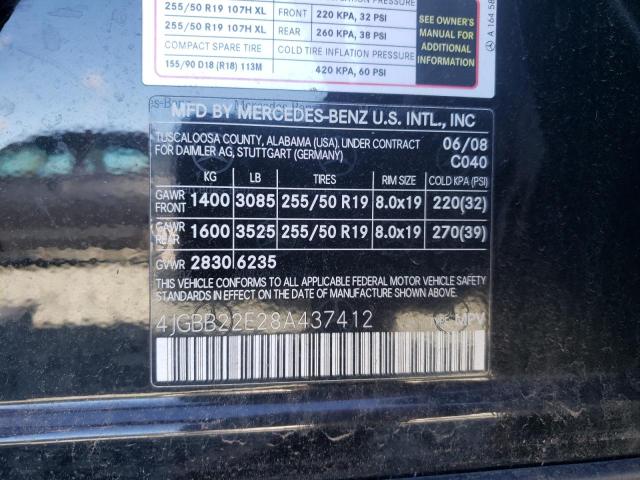 255/50 R19 107H XL FRONT 220 KPA, 32 PSI
255/50 R19 107H XL REAR 260 KPA, 38 PSI
COMPACT SPARE TIRE COLD TIRE INFLATION PRESSURE
155/90 D18 (R18) 113M 420 KPA, 60 PSI
SEE OWNER'S
MANUAL FOR
ADDITIONAL
INFORMATION
A 164 58
MFD BY MERCEDES-BENZ U.S. INTL., INC
TUSCALOOSA COUNTY, ALABAMA (USA), UNDER CONTRACT 06/08
FOR DAIMLER AG, STUTTGART (GERMANY) C040
KG LB TIRES RIM SIZE COLD KPA (PSI)
GAWR FRONT 1400 3085 255/50 R19 8.0x19 220(32)
GAWR REAR 1600 3525 255/50 R19 8.0x19 270(39)
GVWR 2830 6235
THIS VEHICLE CONFORMS TO ALL APPLICABLE FEDERAL MOTOR VEHICLE SAFETY
STANDARDS IN EFFECT ON THE DATE OF MANUFACTURE SHOWN ABOVE.
4JGBB22E28A437412 MPV